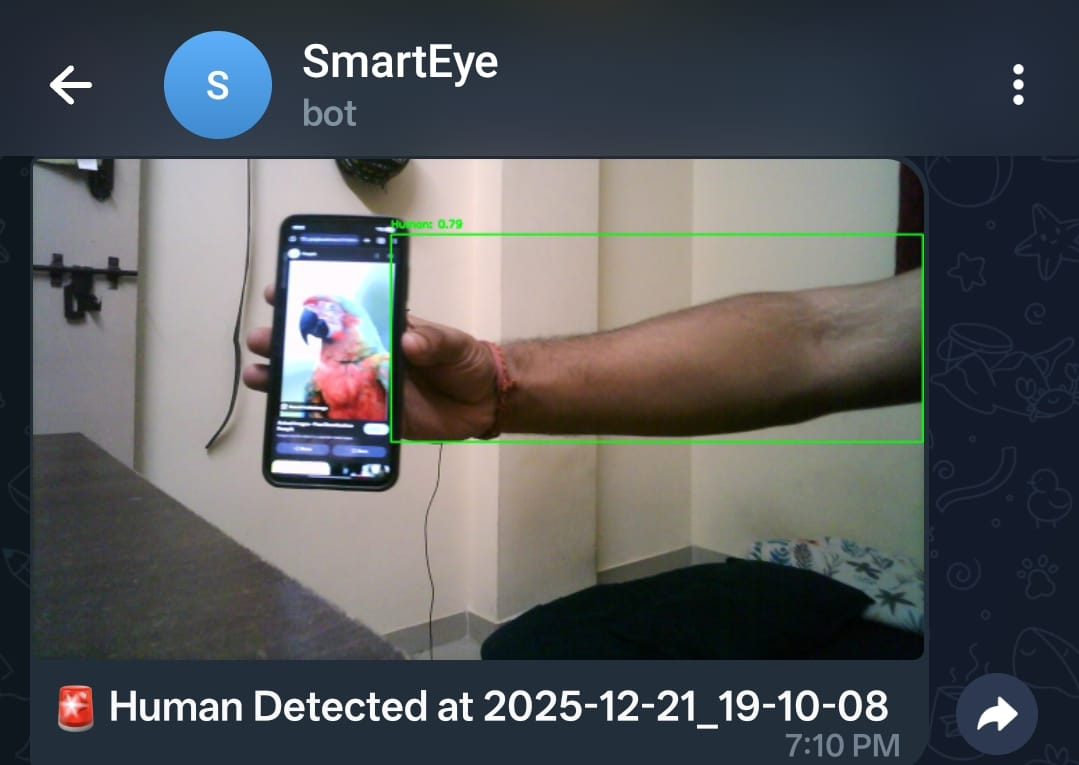 SmartEye
S
bot
Human: 0.79
🚨 Human Detected at 2025-12-21_19-10-08
7:10 PM